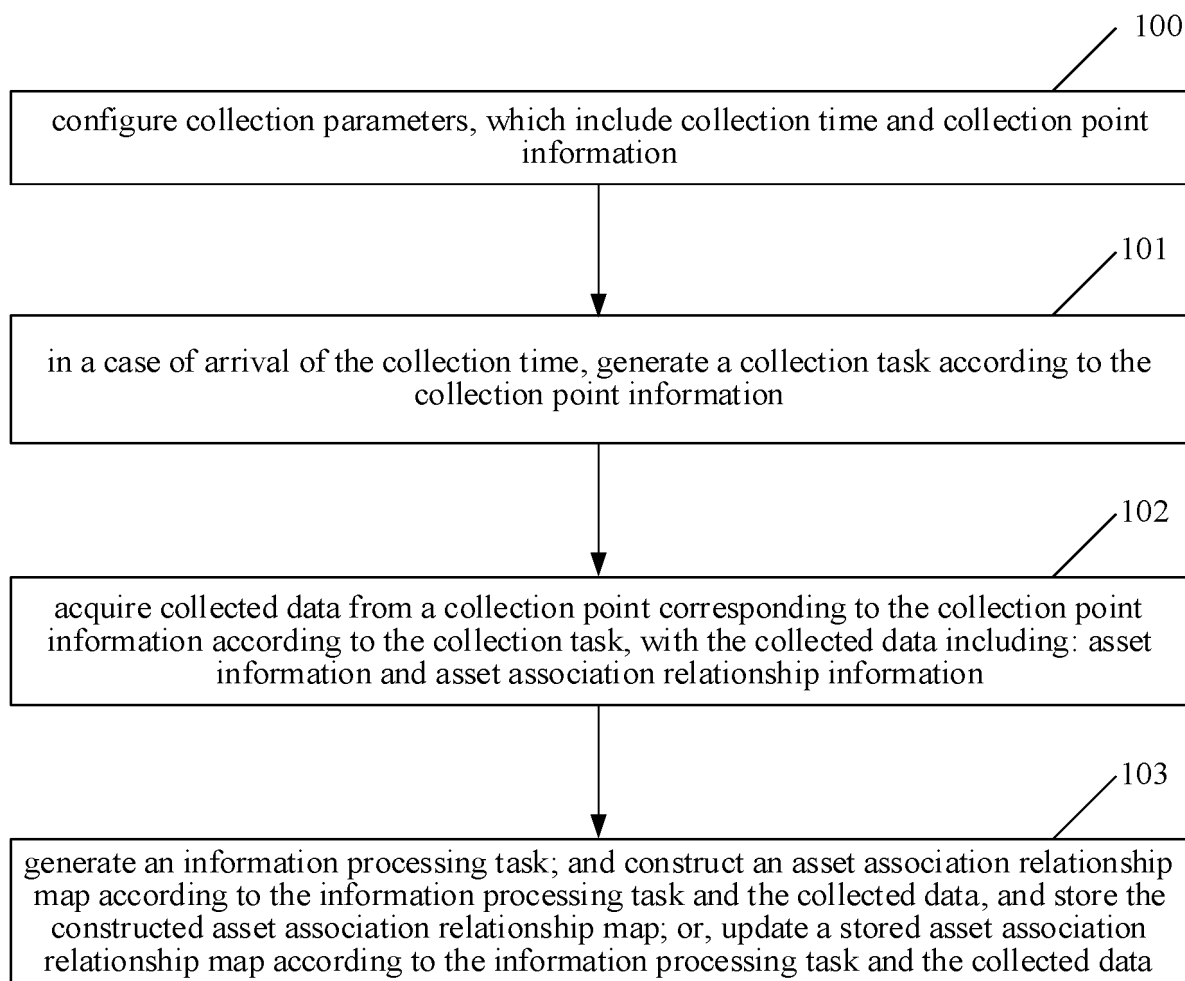 100
configure collection parameters, which include collection time and collection point
information
101
in a case of arrival of the collection time, generate a collection task according to the
collection point information
102
acquire collected data from a collection point corresponding to the collection point
information according to the collection task, with the collected data including: asset
information and asset association relationship information
103
generate an information processing task; and construct an asset association relationship
map according to the information processing task and the collected data, and store the
constructed asset association relationship map; or, update a stored asset association
relationship map according to the information processing task and the collected data